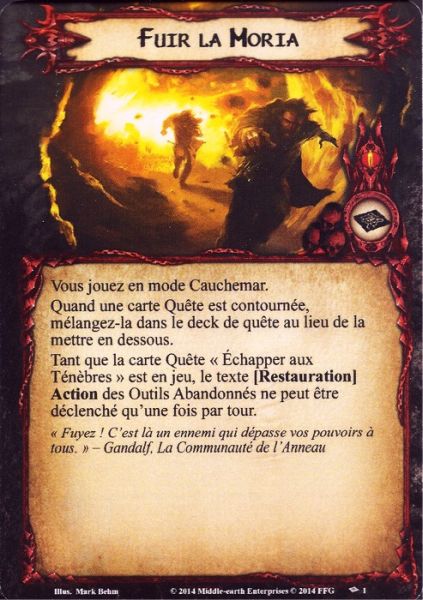 Fuir la Moria
Vous jouez en mode Cauchemar.
Quand une carte Quête est contournée,
mélangez-la dans le deck de quête au lieu de la
mettre en dessous.
Tant que la carte Quête « Échapper aux
Ténèbres » est en jeu, le texte [Restauration]
Action des Outils Abandonnés ne peut être
déclenché qu'une fois par tour.
« Fuyez ! C'est là un ennemi qui dépasse vos pouvoirs à
tous. » – Gandalf, La Communauté de l'Anneau
Illus. Mark Behm © 2014 Middle-earth Enterprises © 2014 FFG 1